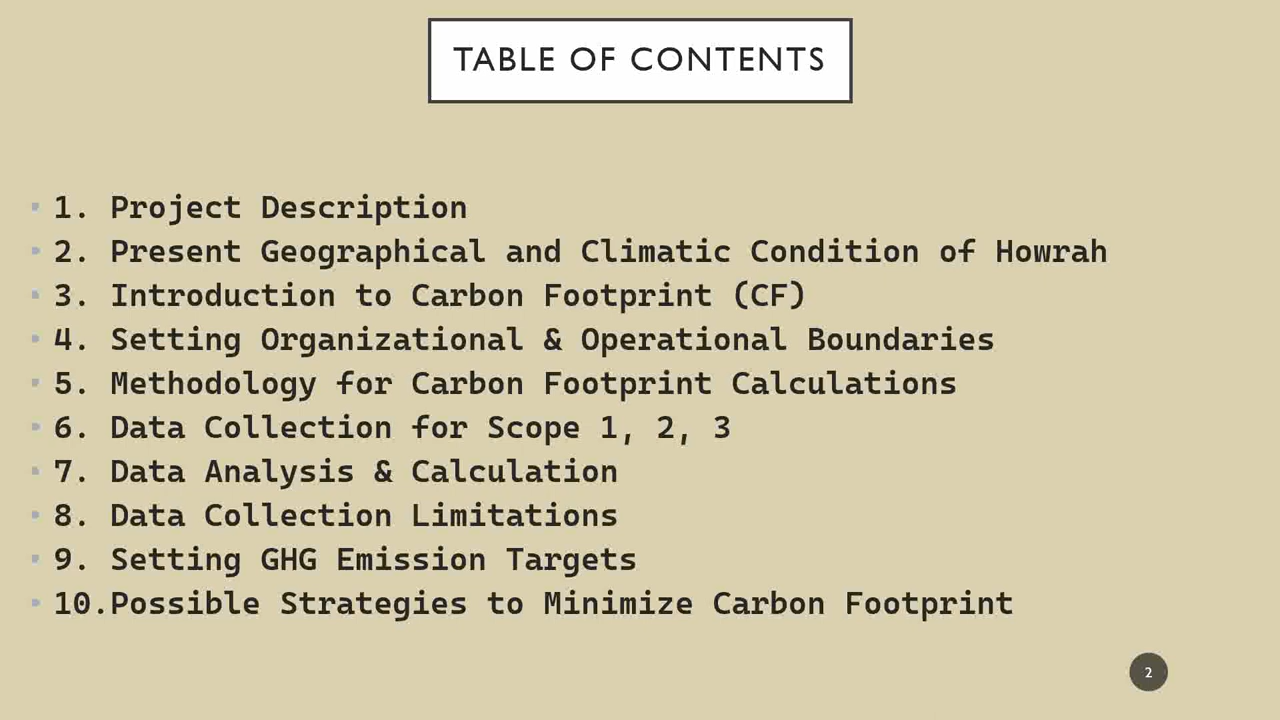 TABLE OF CONTENTS
1. Project Description
2. Present Geographical and Climatic Condition of Howrah
3. Introduction to Carbon Footprint (CF)
4. Setting Organizational & Operational Boundaries
5. Methodology for Carbon Footprint Calculations
6. Data Collection for Scope 1, 2, 3
7. Data Analysis & Calculation
8. Data Collection Limitations
9. Setting GHG Emission Targets
10.Possible Strategies to Minimize Carbon Footprint
2